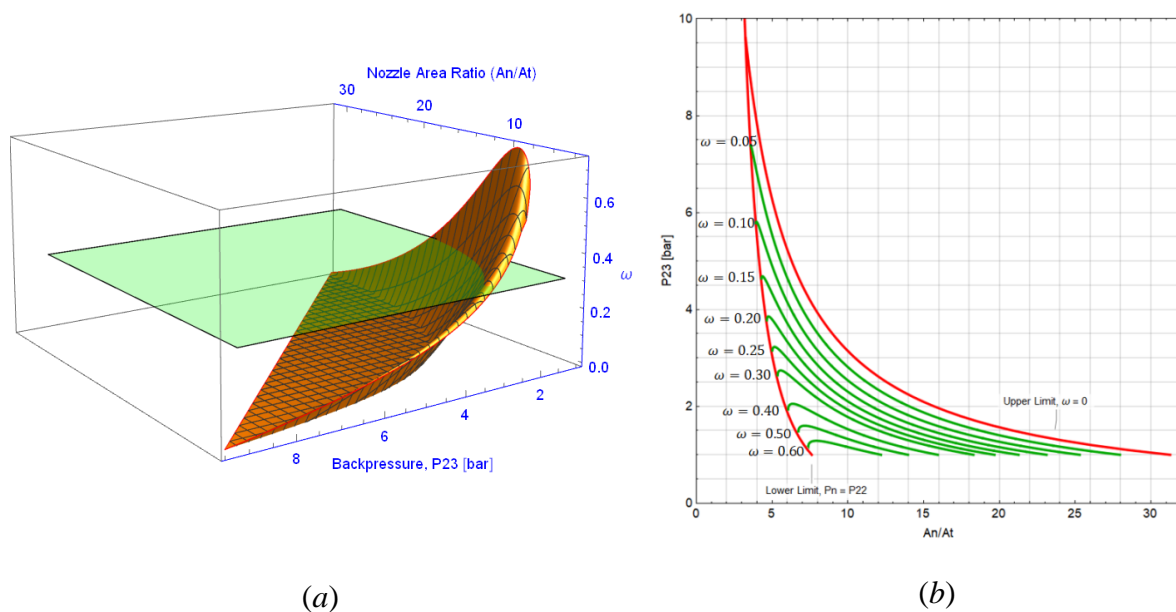 Nozzle Area Ratio (An/At)
30
20
10
0.6
0.4
ω
0.2
0.0
2
4
6
8
Backpressure, P23 [bar]
(a)
10
8
6
4
2
0
P23 [bar]
ω = 0.05
ω = 0.10
ω = 0.15
ω = 0.20
ω = 0.25
ω = 0.30
ω = 0.40
ω = 0.50
ω = 0.60
Upper Limit, ω = 0
Lower Limit, Pn = P22
0 5 10 15 20 25 30
An/At
(b)